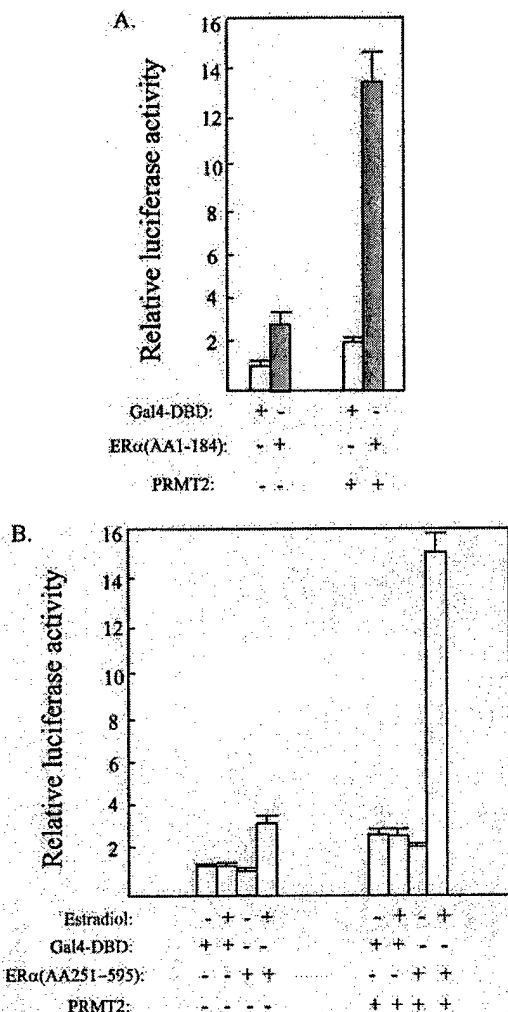 A.
Relative luciferase activity
16
14
12
10
8
6
4
2
Gal4-DBD: + - + -
ERα(AA1-184): - + - +
PRMT2: - - + +
B.
Relative luciferase activity
16
14
12
10
8
6
4
2
Estradiol: - + - + - + - +
Gal4-DBD: + + - - + + - -
ERα(AA251-595): - - + + - - + +
PRMT2: - - - - + + + +